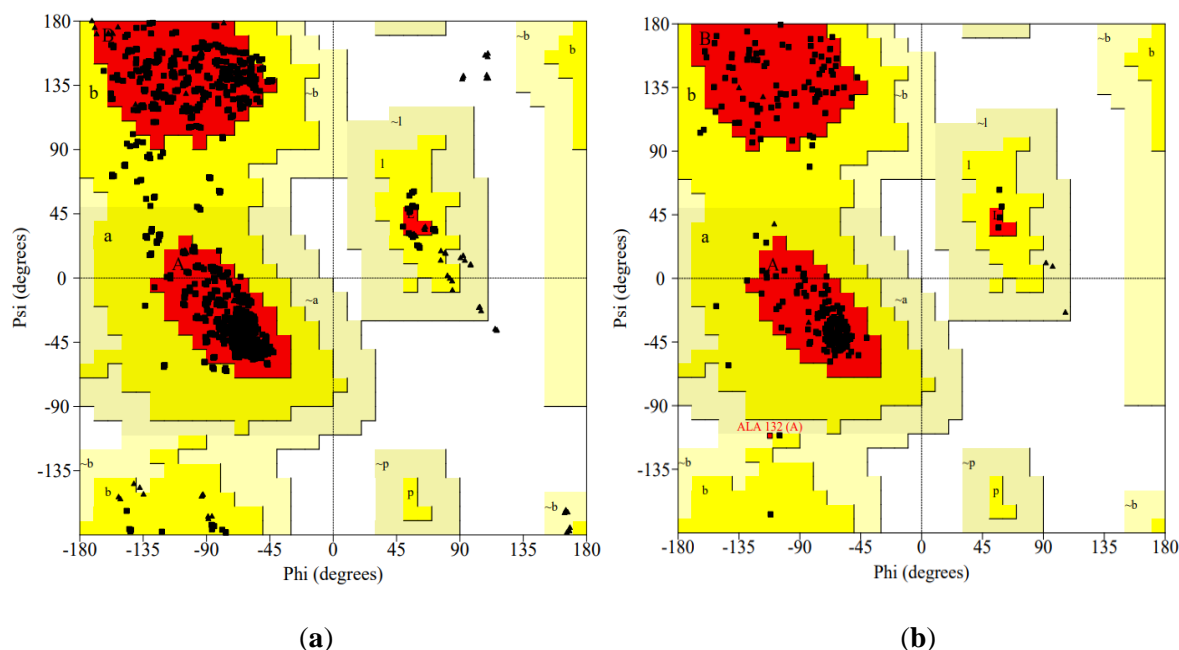 180
135
90
45
0
-45
-90
-135
-180
-135
-90
-45
0
45
90
135
180
Psi (degrees)
Phi (degrees)
B
b
~b
a
A
~a
~l
l
L
~b
b
~b
b
~p
p
~b
(a)
180
135
90
45
0
-45
-90
-135
-180
-135
-90
-45
0
45
90
135
180
Psi (degrees)
Phi (degrees)
B
b
~b
a
A
~a
~l
l
L
~b
b
ALA 132 (A)
~b
b
~p
p
~b
(b)